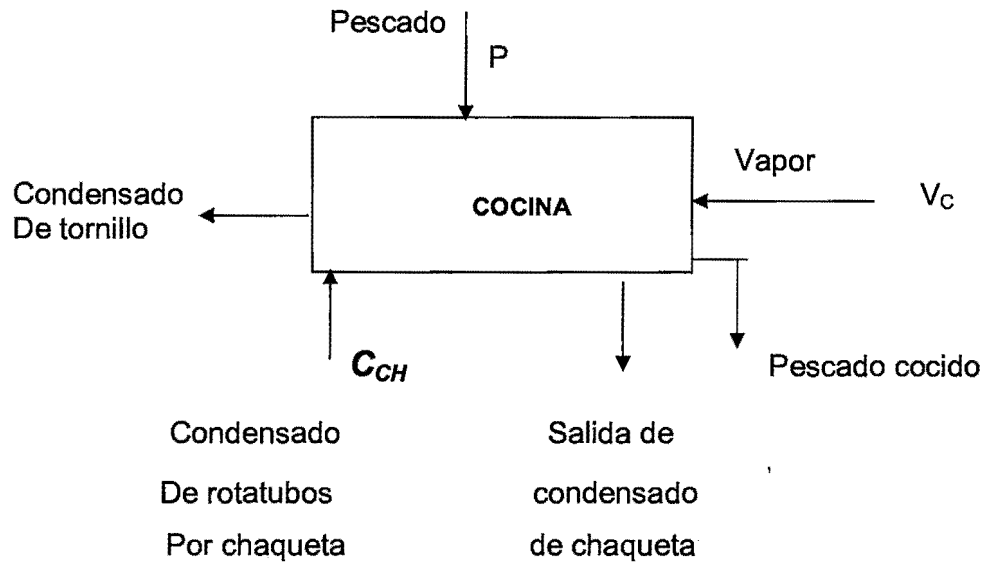 Pescado
P
Vapor
V_C
Condensado
De tornillo
COCINA
C_CH
Pescado cocido
Condensado
De rotatubos
Por chaqueta
Salida de
condensado
de chaqueta